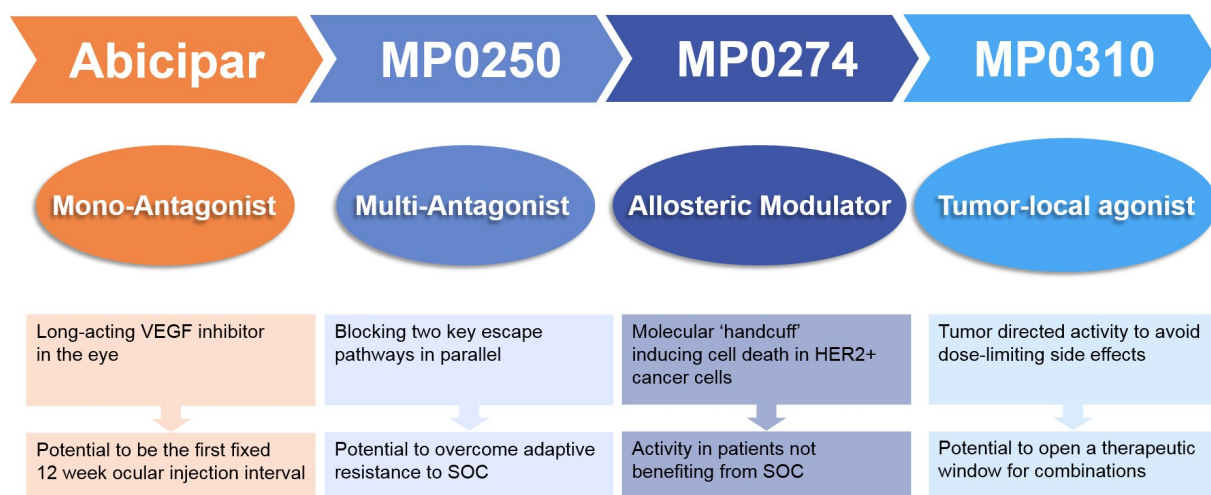 Abicipar
MP0250
MP0274
MP0310
Mono-Antagonist
Multi-Antagonist
Allosteric Modulator
Tumor-local agonist
Long-acting VEGF inhibitor
in the eye
Blocking two key escape
pathways in parallel
Molecular ‘handcuff’
inducing cell death in HER2+
cancer cells
Tumor directed activity to avoid
dose-limiting side effects
Potential to be the first fixed
12 week ocular injection interval
Potential to overcome adaptive
resistance to SOC
Activity in patients not
benefiting from SOC
Potential to open a therapeutic
window for combinations